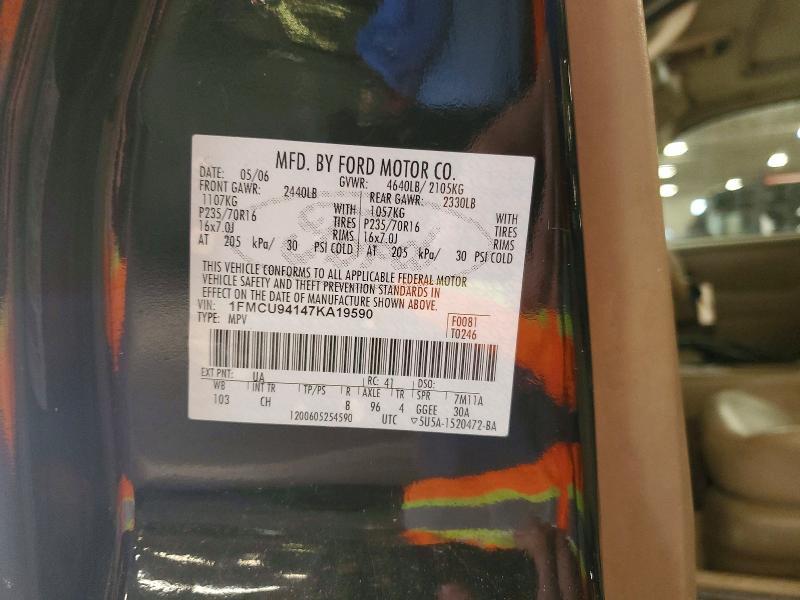 MFD. BY FORD MOTOR CO.
DATE: 05/06 GVWR: 4640LB/ 2105KG
FRONT GAWR: 2440LB REAR GAWR: 2330LB
1107KG WITH 1057KG WITH
P235/70R16 TIRES P235/70R16 TIRES
16x7.0J RIMS 16x7.0J RIMS
AT 205 kPa/ 30 PSI COLD AT 205 kPa/ 30 PSI COLD
THIS VEHICLE CONFORMS TO ALL APPLICABLE FEDERAL MOTOR
VEHICLE SAFETY AND THEFT PREVENTION STANDARDS IN
EFFECT ON THE DATE OF MANUFACTURE SHOWN ABOVE.
VIN: 1FMCU94147KA19590 F0081
TYPE: MPV T0246
EXT PNT: UA RC: 41 DSO:
WB INT TR TP/PS R AXLE TR SPR 7M11A
103 CH 8 96 4 GGEE 30A
1200605254590 UTC ▽5U5A-1520472-BA